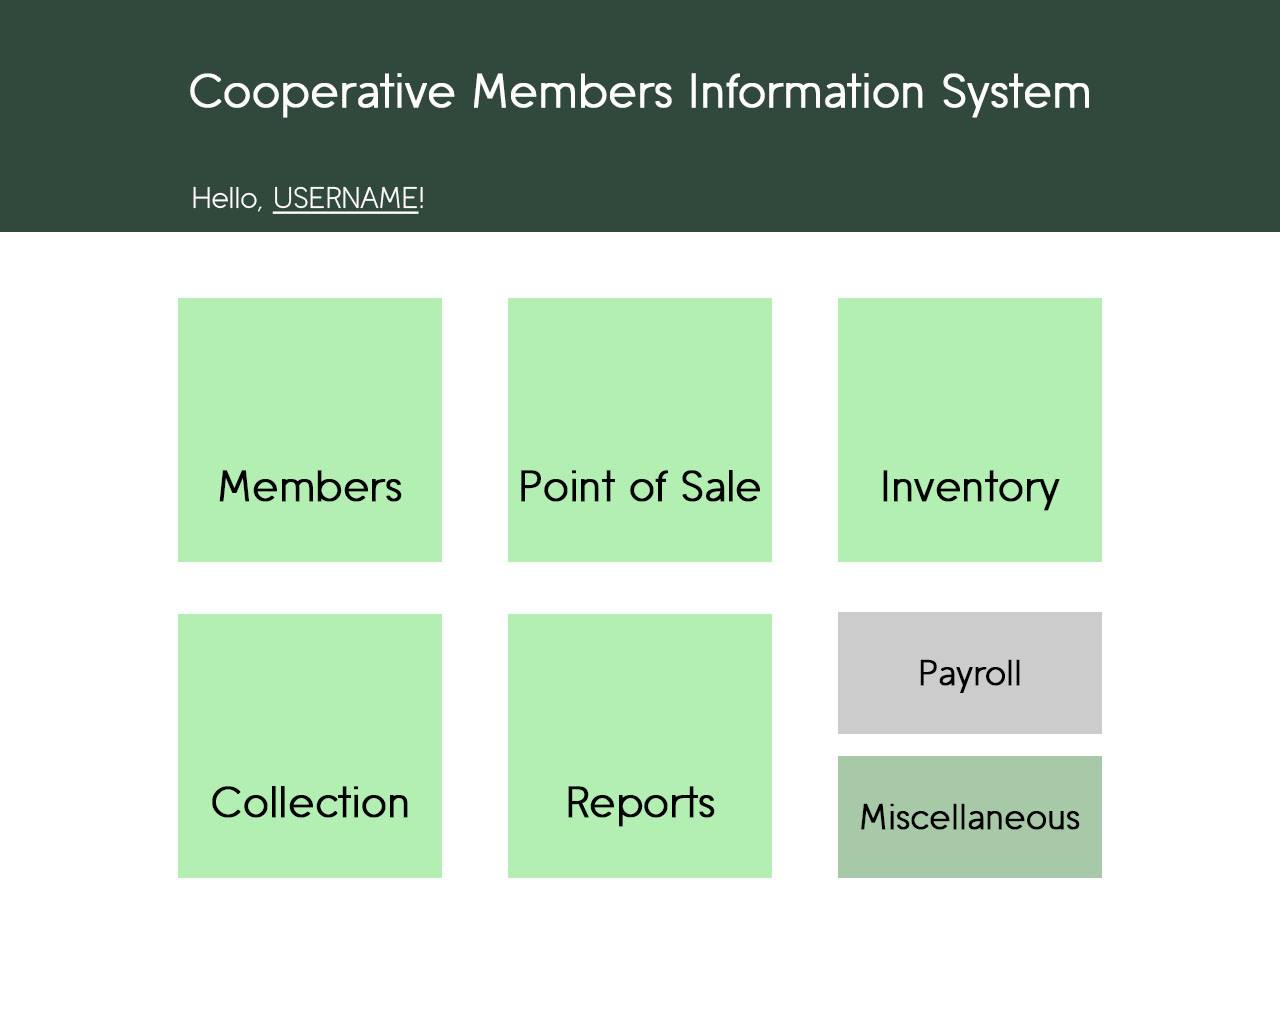 Cooperative Members Information System
Hello, USERNAME!
Members
Point of Sale
Inventory
Collection
Reports
Payroll
Miscellaneous